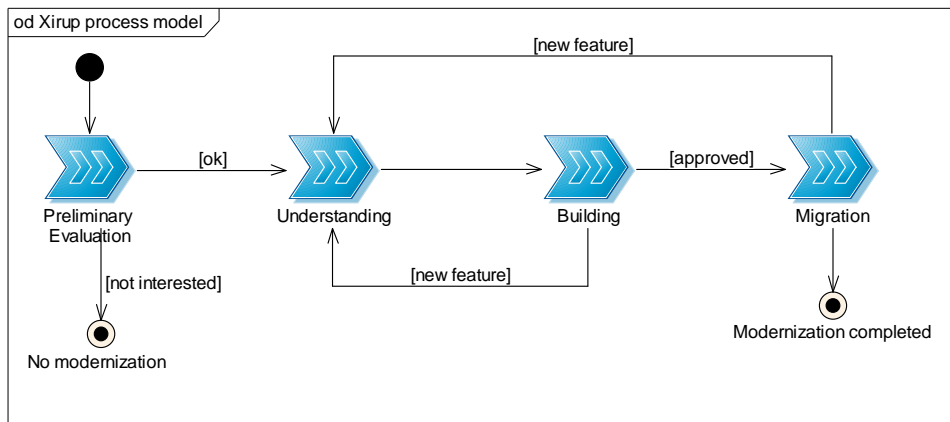 od Xirup process model
[new feature]
[ok]
[approved]
Preliminary
Evaluation
Understanding
Building
Migration
[new feature]
[not interested]
No modernization
Modernization completed